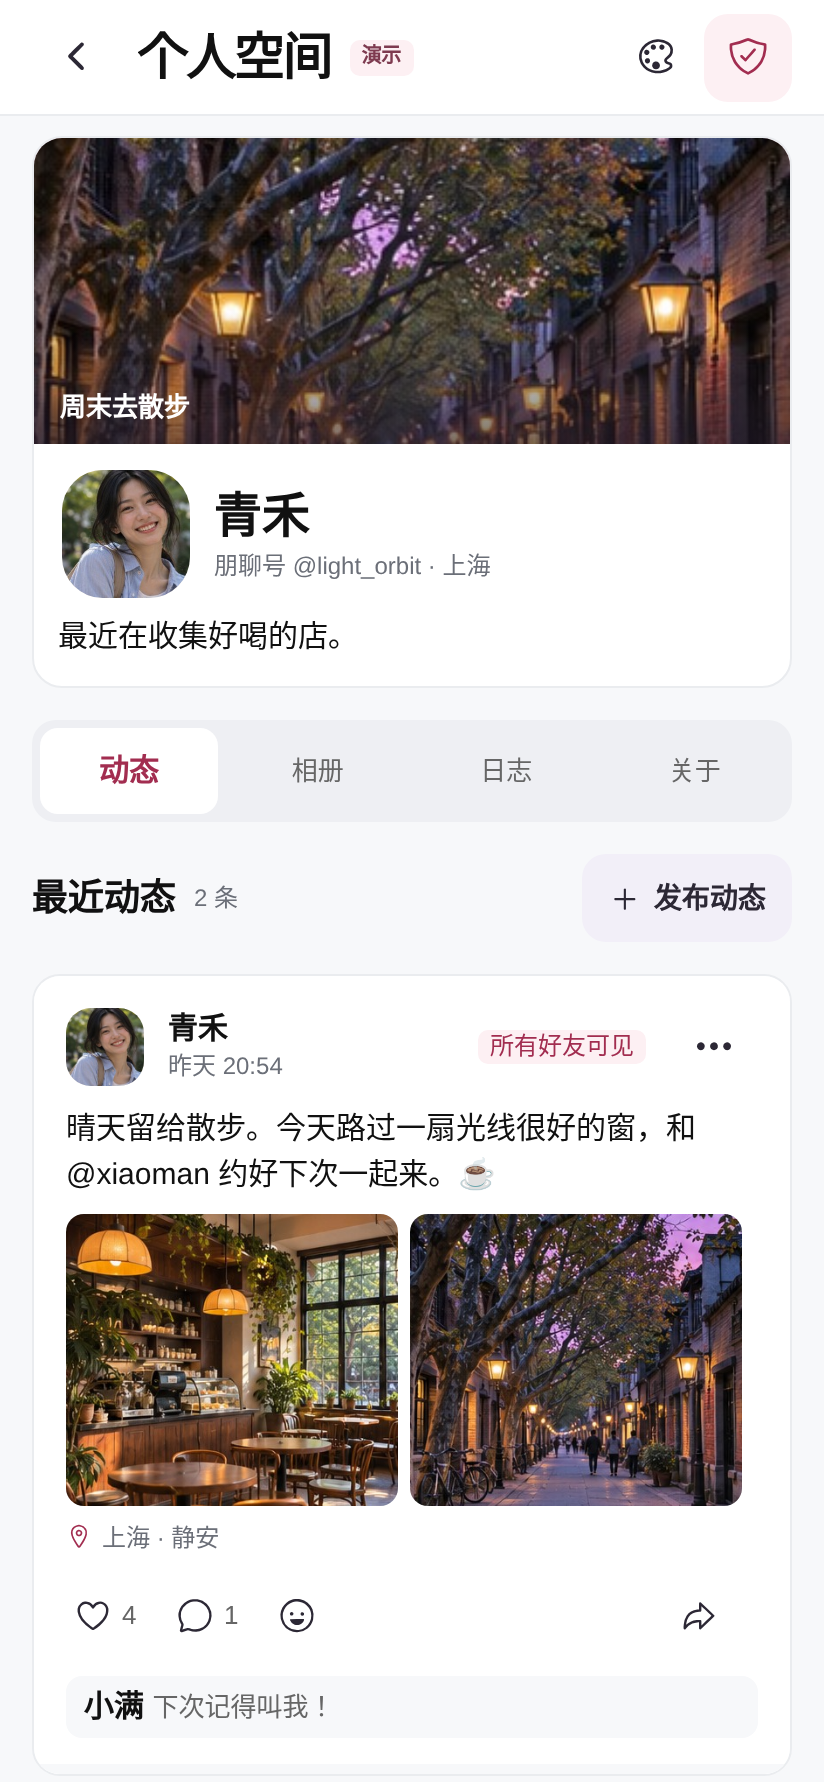 个人空间 演示
周末去散步
青禾
朋聊号 @light_orbit · 上海
最近在收集好喝的店。
动态 相册 日志 关于
最近动态 2 条 发布动态
青禾
昨天 20:54 所有好友可见
晴天留给散步。今天路过一扇光线很好的窗，和
@xiaoman 约好下次一起来。☕
上海 · 静安
4 1
小满 下次记得叫我！